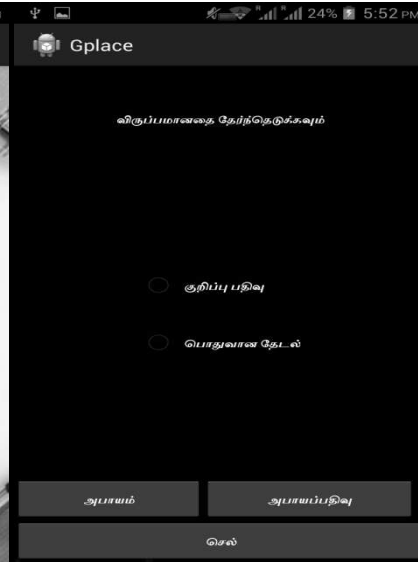 24% 5:52 PM
Gplace
விருப்பமானதை தேர்ந்தெடுக்கவும்
குறிப்பு பதிவு
பொதுவான தேடல்
அபாயம் அபாயப்பதிவு
செல்